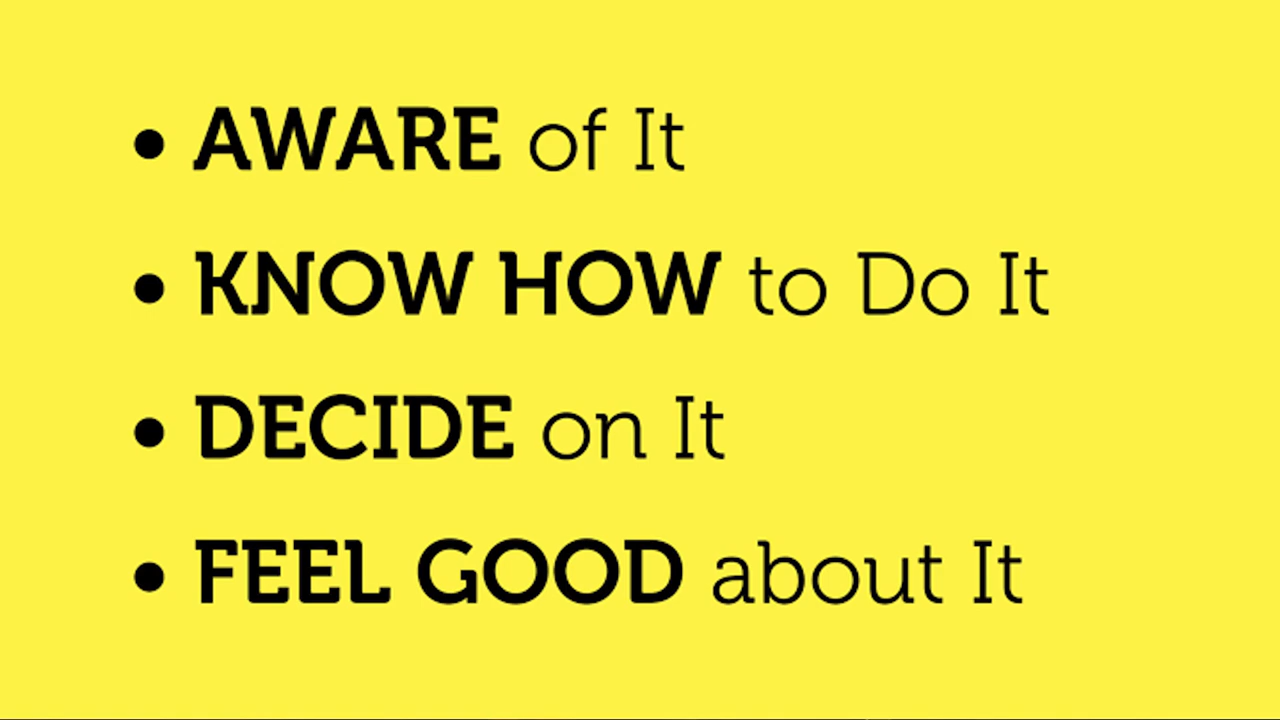 • AWARE of It
• KNOW HOW to Do It
• DECIDE on It
• FEEL GOOD about It